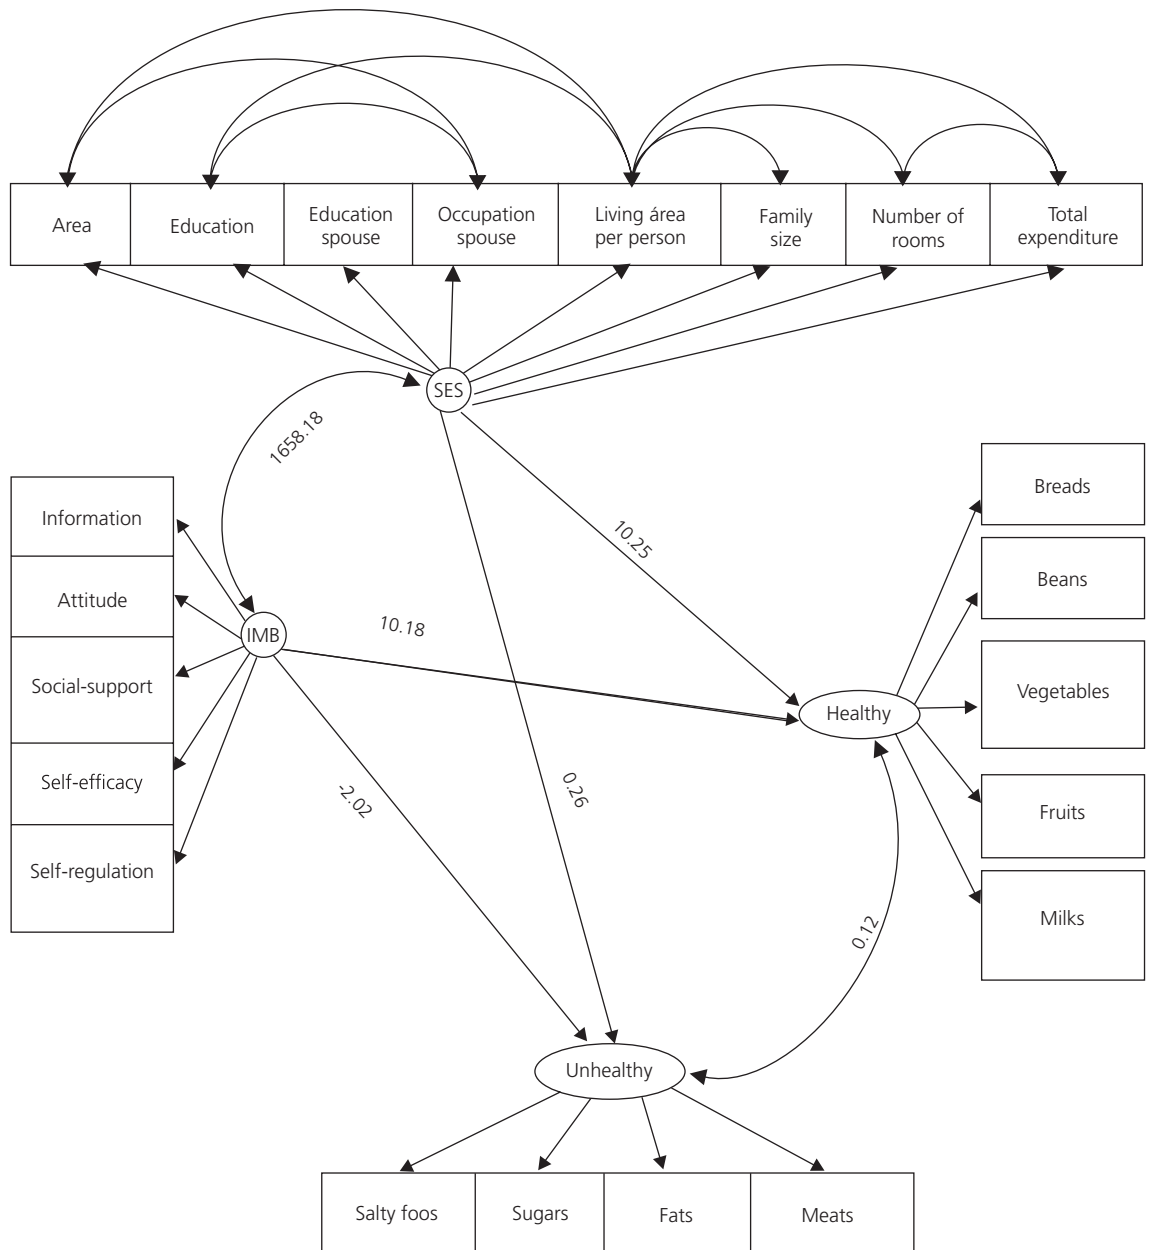 Area
Education
Education
spouse
Occupation
spouse
Living área
per person
Family
size
Number of
rooms
Total
expenditure
SES
1658.18
Information
Attitude
Social-support
Self-efficacy
Self-regulation
IMB
10.25
10.18
-2.02
0.26
Healthy
0.12
Breads
Beans
Vegetables
Fruits
Milks
Unhealthy
Salty foos
Sugars
Fats
Meats